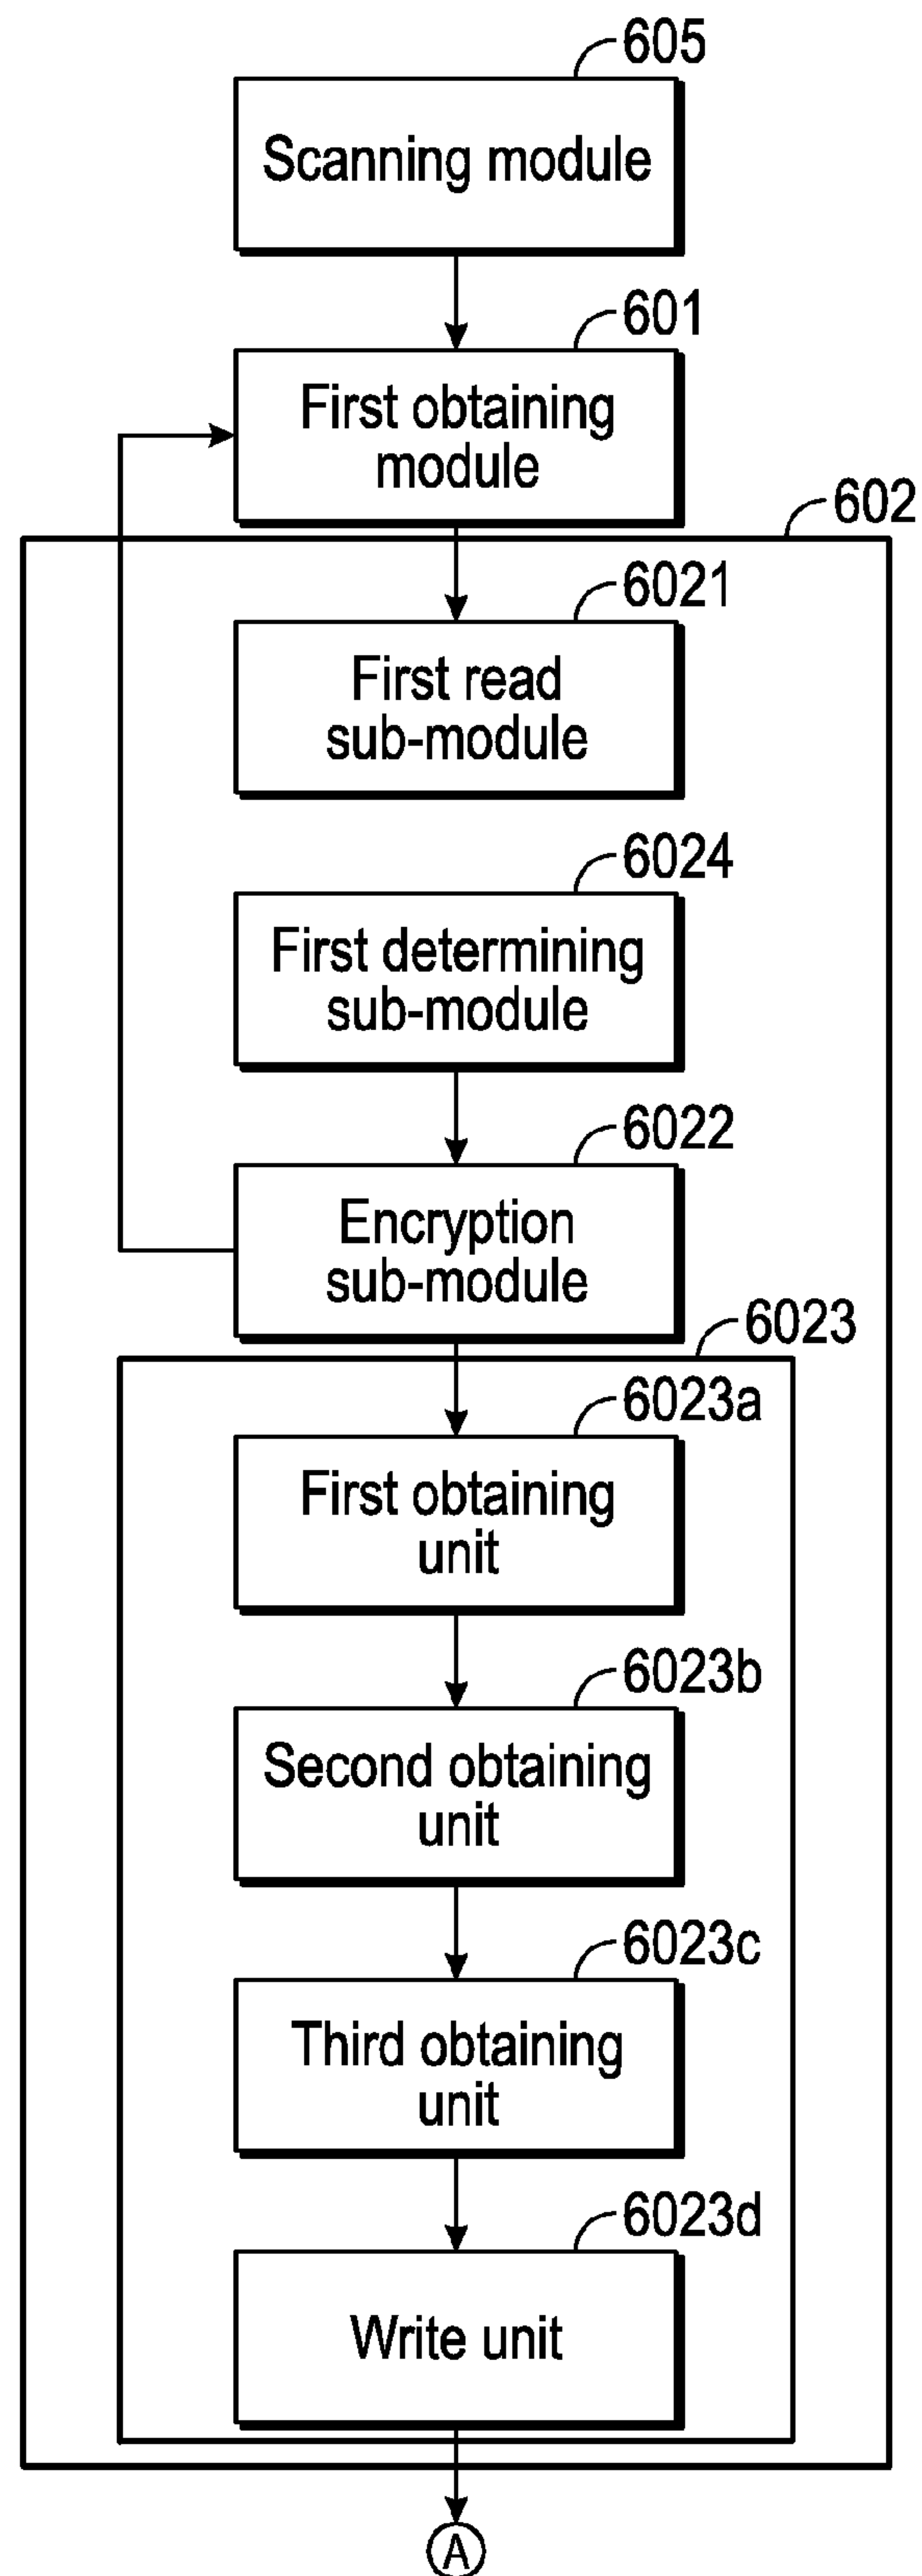 605
Scanning module
601
First obtaining
module
602
6021
First read
sub-module
6024
First determining
sub-module
6022
Encryption
sub-module
6023
6023a
First obtaining
unit
6023b
Second obtaining
unit
6023c
Third obtaining
unit
6023d
Write unit
A